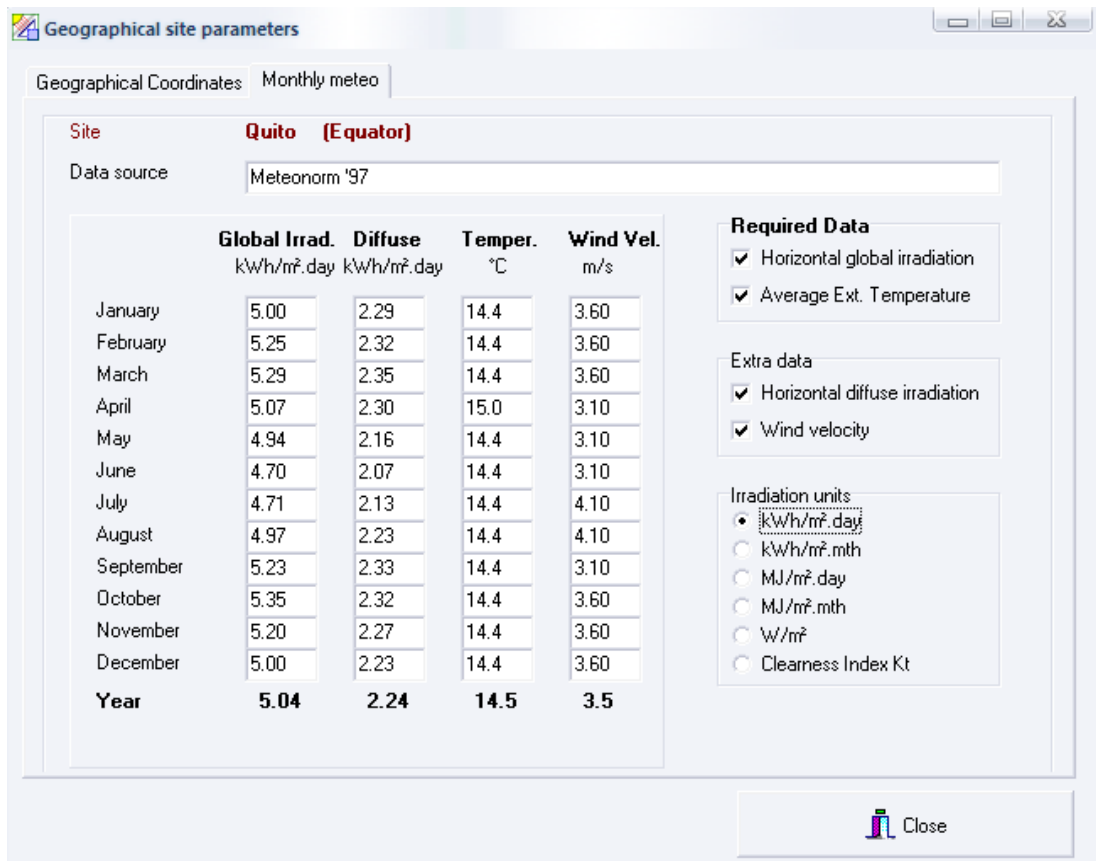 Geographical site parameters
Geographical Coordinates Monthly meteo
Site Quito (Equator)
Data source Meteonorm '97
Global Irrad. Diffuse Temper. Wind Vel.
kWh/m².day kWh/m².day °C m/s
January 5.00 2.29 14.4 3.60
February 5.25 2.32 14.4 3.60
March 5.29 2.35 14.4 3.60
April 5.07 2.30 15.0 3.10
May 4.94 2.16 14.4 3.10
June 4.70 2.07 14.4 3.10
July 4.71 2.13 14.4 4.10
August 4.97 2.23 14.4 4.10
September 5.23 2.33 14.4 3.10
October 5.35 2.32 14.4 3.60
November 5.20 2.27 14.4 3.60
December 5.00 2.23 14.4 3.60
Year 5.04 2.24 14.5 3.5
Required Data
Horizontal global irradiation
Average Ext. Temperature
Extra data
Horizontal diffuse irradiation
Wind velocity
Irradiation units
kWh/m².day
kWh/m².mth
MJ/m².day
MJ/m².mth
W/m²
Clearness Index Kt
Close